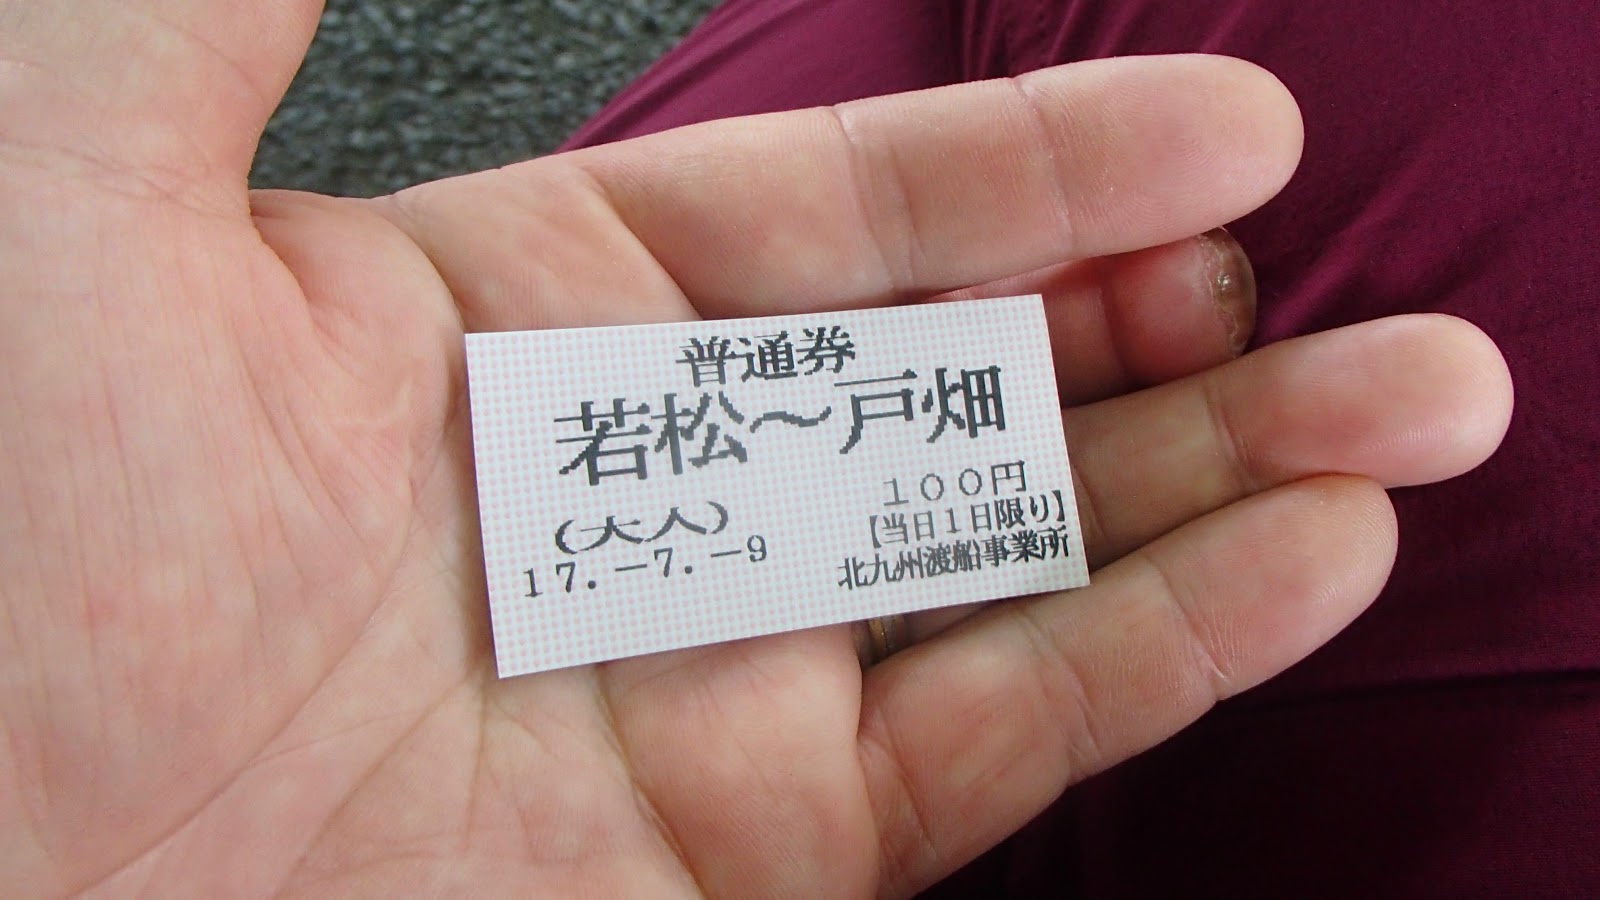 普通券
若松〜戸畑
100円
(大人)
【当日1日限り】
17.-7.-9
北九州渡船事業所